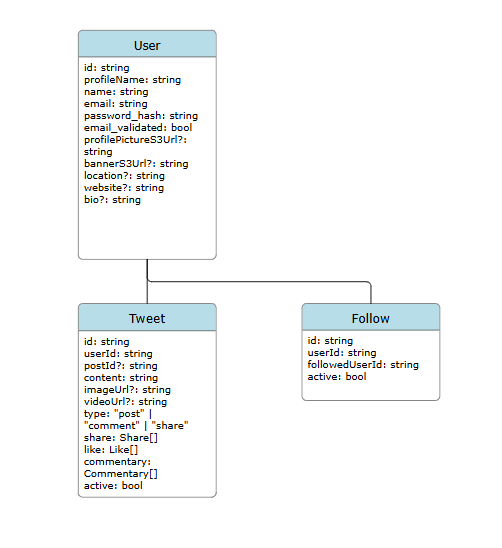 User
id: string
profileName: string
name: string
email: string
password_hash: string
email_validated: bool
profilePictureS3Url?:
string
bannerS3Url?: string
location?: string
website?: string
bio?: string
Tweet
id: string
userId: string
postId?: string
content: string
imageUrl?: string
videoUrl?: string
type: "post" |
"comment" | "share"
share: Share[]
like: Like[]
commentary:
Commentary[]
active: bool
Follow
id: string
userId: string
followedUserId: string
active: bool